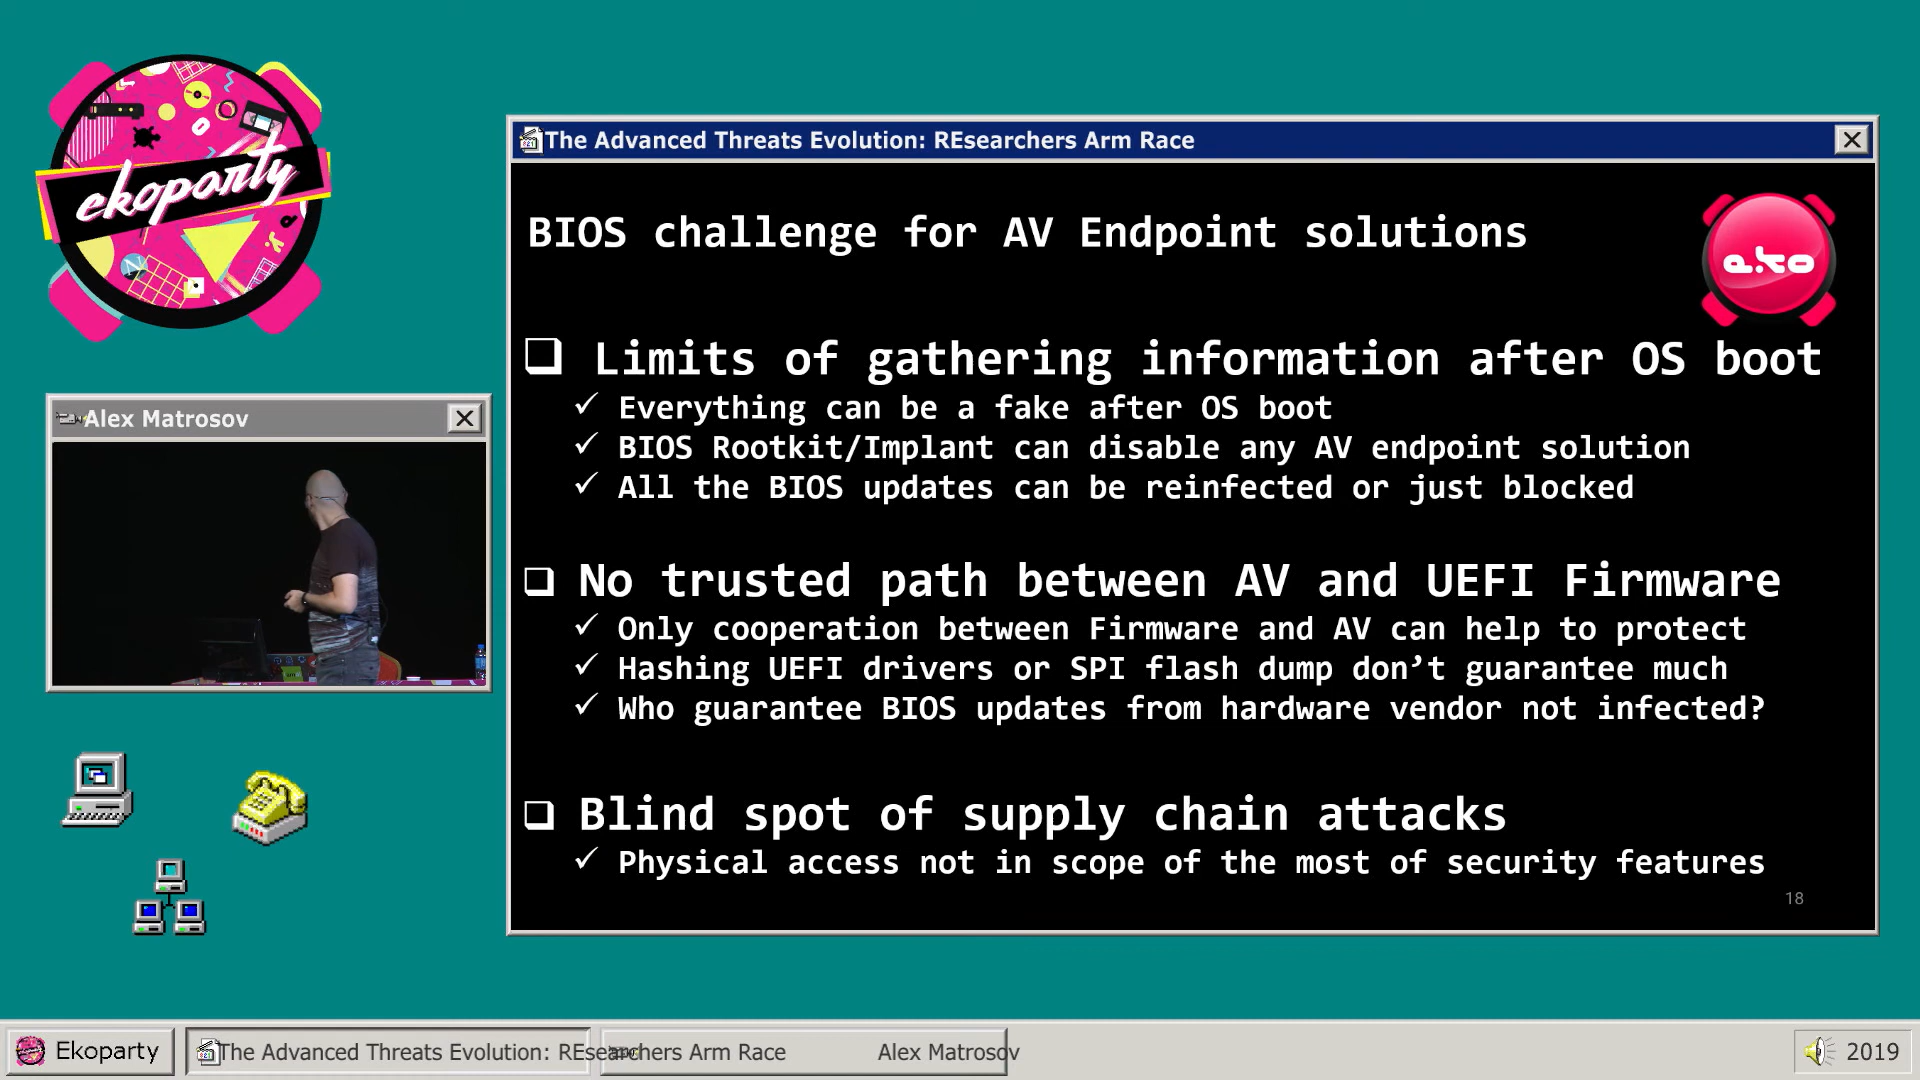 ekoparty
The Advanced Threats Evolution: REsearchers Arm Race
BIOS challenge for AV Endpoint solutions
eko
❑ Limits of gathering information after OS boot
✓ Everything can be a fake after OS boot
✓ BIOS Rootkit/Implant can disable any AV endpoint solution
✓ All the BIOS updates can be reinfected or just blocked
Alex Matrosov
❑ No trusted path between AV and UEFI Firmware
✓ Only cooperation between Firmware and AV can help to protect
✓ Hashing UEFI drivers or SPI flash dump don’t guarantee much
✓ Who guarantee BIOS updates from hardware vendor not infected?
❑ Blind spot of supply chain attacks
✓ Physical access not in scope of the most of security features
18
Ekoparty
The Advanced Threats Evolution: REsearchers Arm Race
Alex Matrosov
2019